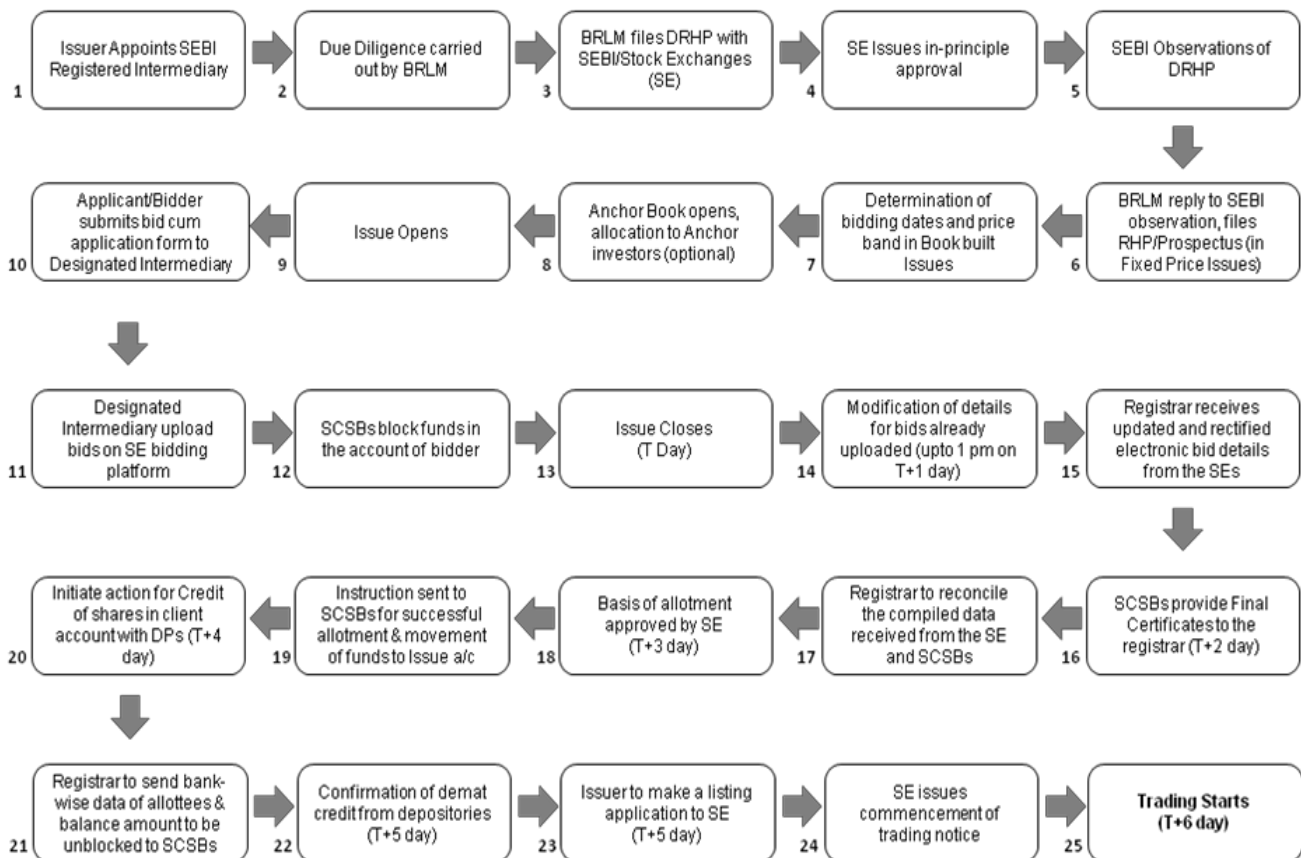 Issuer Appoints SEBI
Registered Intermediary
1
Due Diligence carried
out by BRLM
2
BRLM files DRHP with
SEBI/Stock Exchanges
(SE)
3
SE Issues in-principle
approval
4
SEBI Observations of
DRHP
5
BRLM reply to SEBI
observation, files
RHP/Prospectus (in
Fixed Price Issues)
6
Determination of
bidding dates and price
band in Book built
Issues
7
Anchor Book opens,
allocation to Anchor
investors (optional)
8
Issue Opens
9
Applicant/Bidder
submits bid cum
application form to
Designated Intermediary
10
Designated
Intermediary upload
bids on SE bidding
platform
11
SCSBs block funds in
the account of bidder
12
Issue Closes
(T Day)
13
Modification of details
for bids already
uploaded (upto 1 pm on
T+1 day)
14
Registrar receives
updated and rectified
electronic bid details
from the SEs
15
SCSBs provide Final
Certificates to the
registrar (T+2 day)
16
Registrar to reconcile
the compiled data
received from the SE
and SCSBs
17
Basis of allotment
approved by SE
(T+3 day)
18
Instruction sent to
SCSBs for successful
allotment & movement
of funds to Issue a/c
19
Initiate action for Credit
of shares in client
account with DPs (T+4
day)
20
Registrar to send bank-
wise data of allottees &
balance amount to be
unblocked to SCSBs
21
Confirmation of demat
credit from depositories
(T+5 day)
22
Issuer to make a listing
application to SE
(T+5 day)
23
SE issues
commencement of
trading notice
24
Trading Starts
(T+6 day)
25